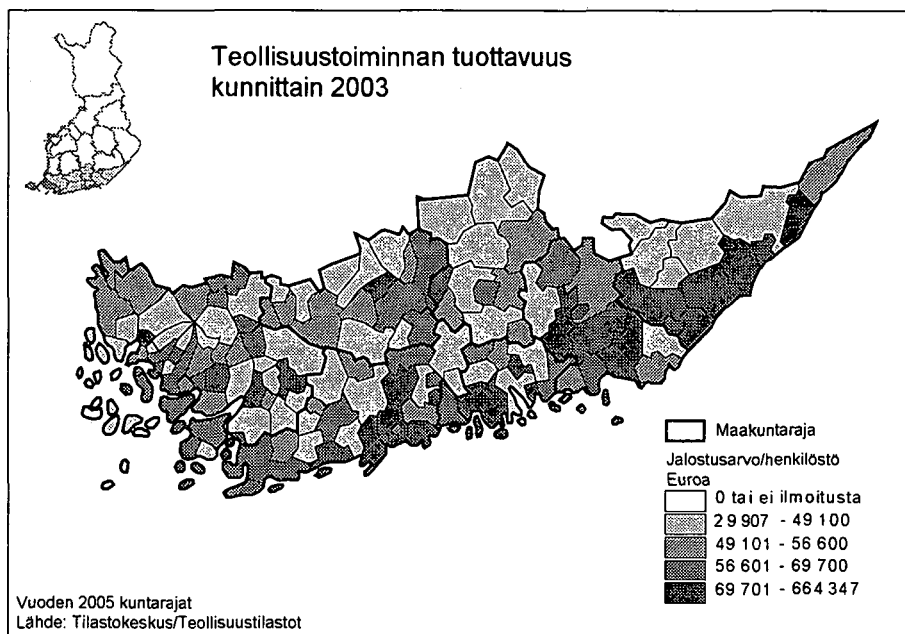 Teollisuustoiminnan tuottavuus
kunnittain 2003
Maakuntaraja
Jalostusarvo/henkilöstö
Euroa
0 tai ei ilmoitusta
29 907 - 49 100
49 101 - 56 600
56 601 - 69 700
69 701 - 664 347
Vuoden 2005 kuntarajat
Lähde: Tilastokeskus/Teollisuustilastot